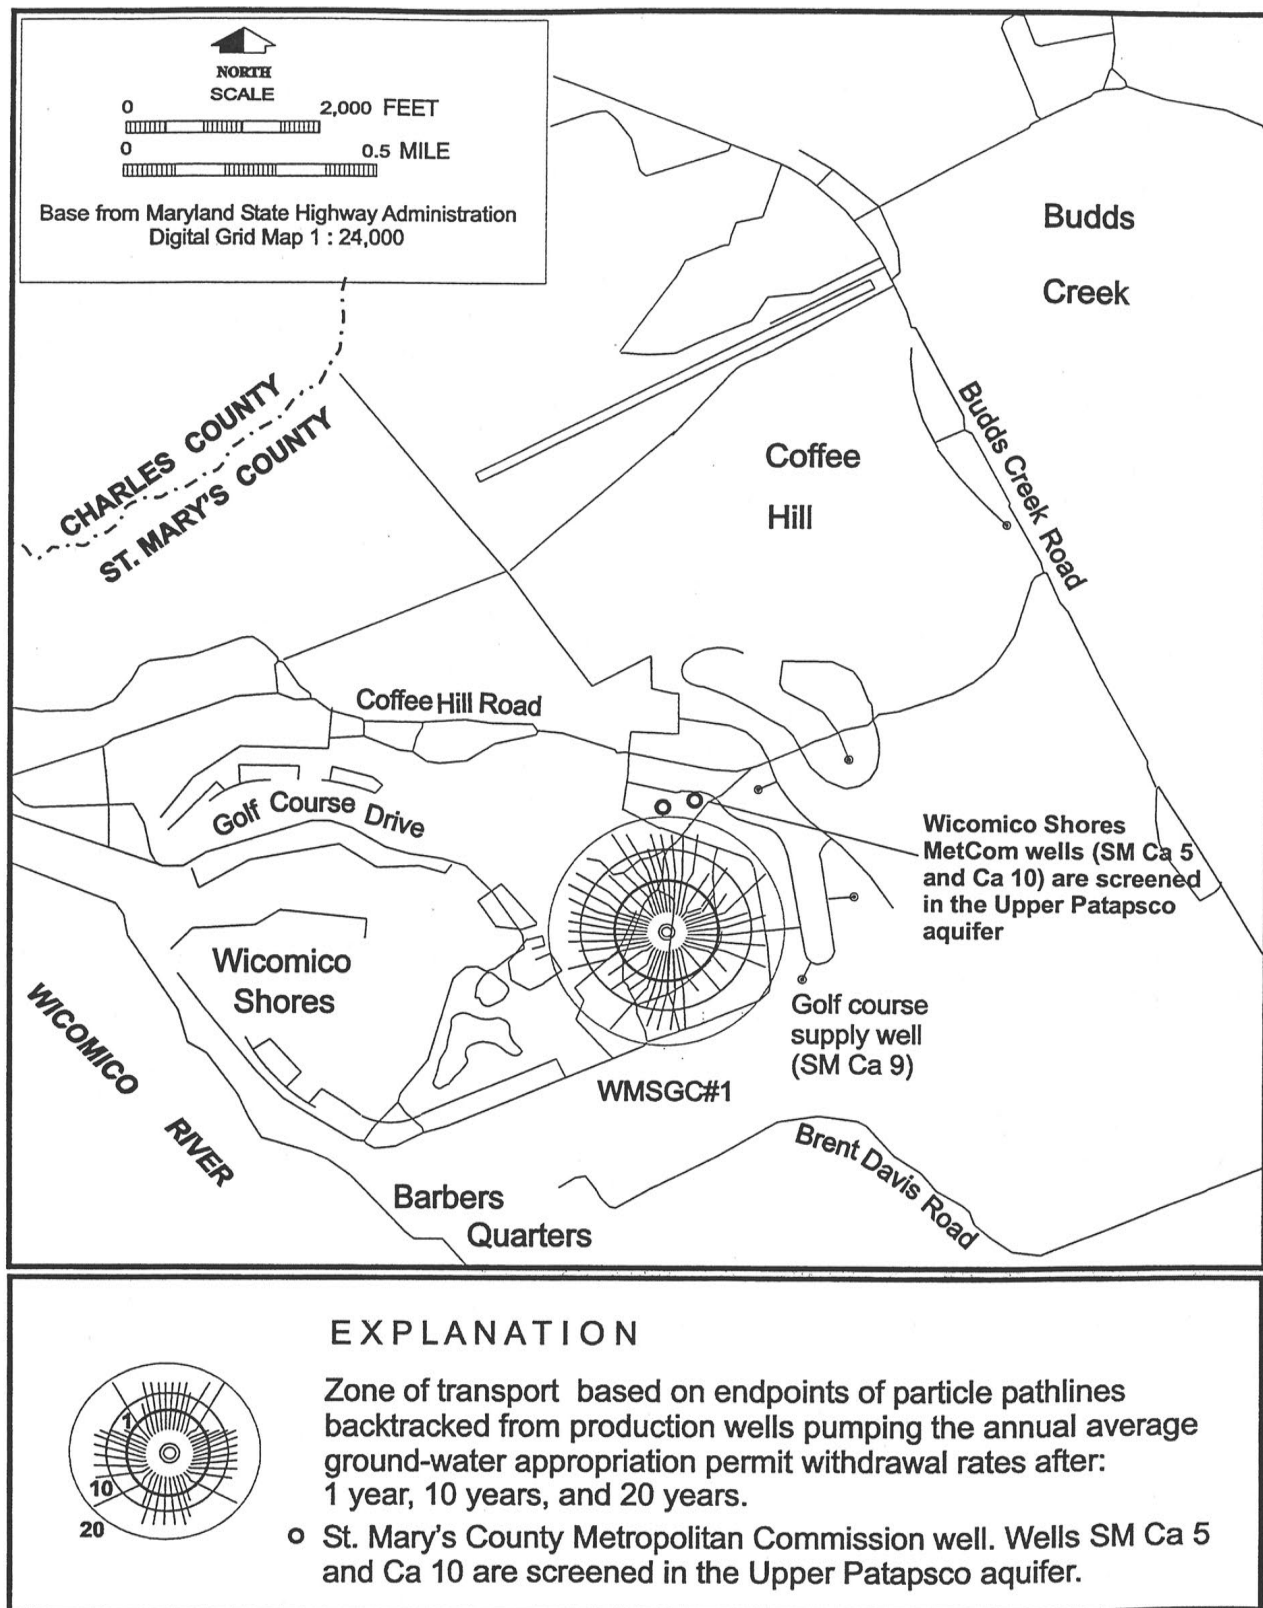 NORTH
SCALE
0 2,000 FEET
0 0.5 MILE
Base from Maryland State Highway Administration
Digital Grid Map 1 : 24,000
Budds
Creek
CHARLES COUNTY
ST. MARY'S COUNTY
Coffee
Hill
Budds Creek Road
Coffee Hill Road
Golf Course Drive
Wicomico Shores
MetCom wells (SM Ca 5
and Ca 10) are screened
in the Upper Patapsco
aquifer
Wicomico
Shores
WICOMICO RIVER
Golf course
supply well
(SM Ca 9)
WMSGC#1
Brent Davis Road
Barbers
Quarters
EXPLANATION
1
10
20
Zone of transport based on endpoints of particle pathlines
backtracked from production wells pumping the annual average
ground-water appropriation permit withdrawal rates after:
1 year, 10 years, and 20 years.
St. Mary's County Metropolitan Commission well. Wells SM Ca 5
and Ca 10 are screened in the Upper Patapsco aquifer.